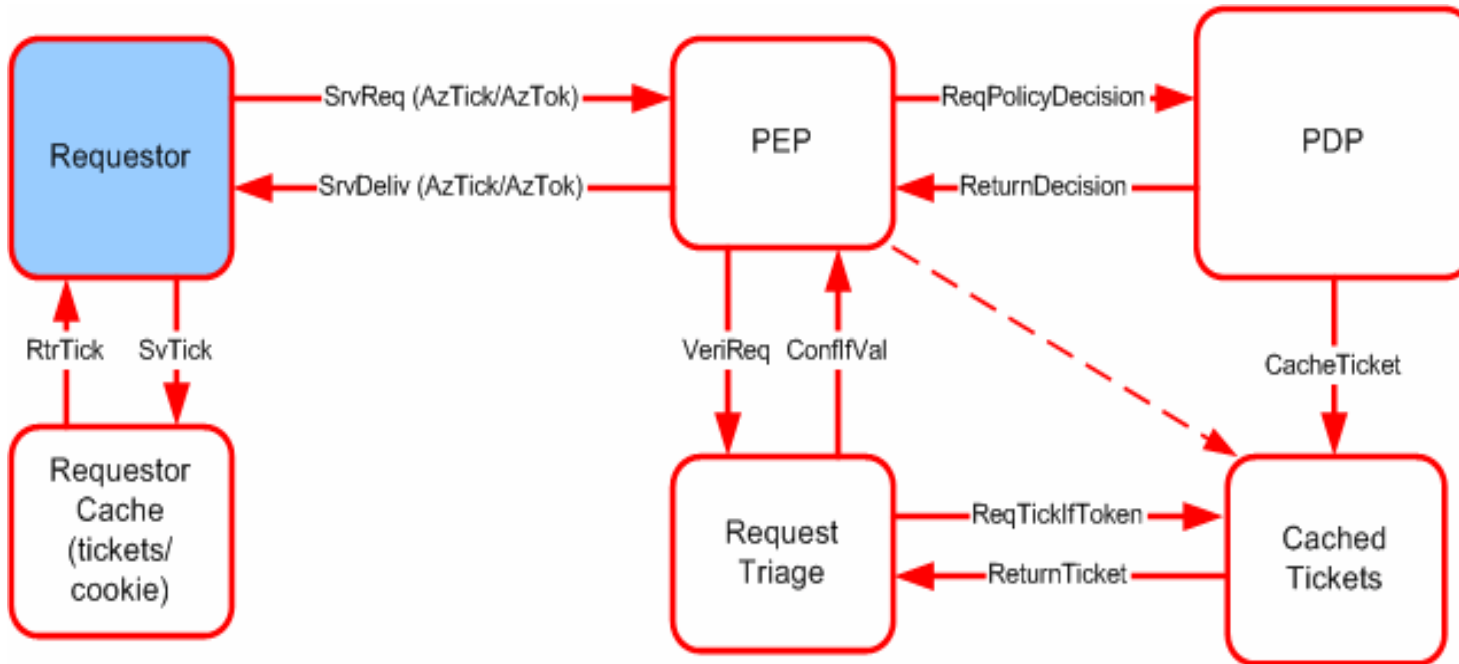 Requestor
SrvReq (AzTick/AzTok)
SrvDeliv (AzTick/AzTok)
PEP
ReqPolicyDecision
ReturnDecision
PDP
RtrTick
SvTick
VeriReq
ConfIfVal
CacheTicket
Requestor
Cache
(tickets/
cookie)
Request
Triage
ReqTickIfToken
ReturnTicket
Cached
Tickets